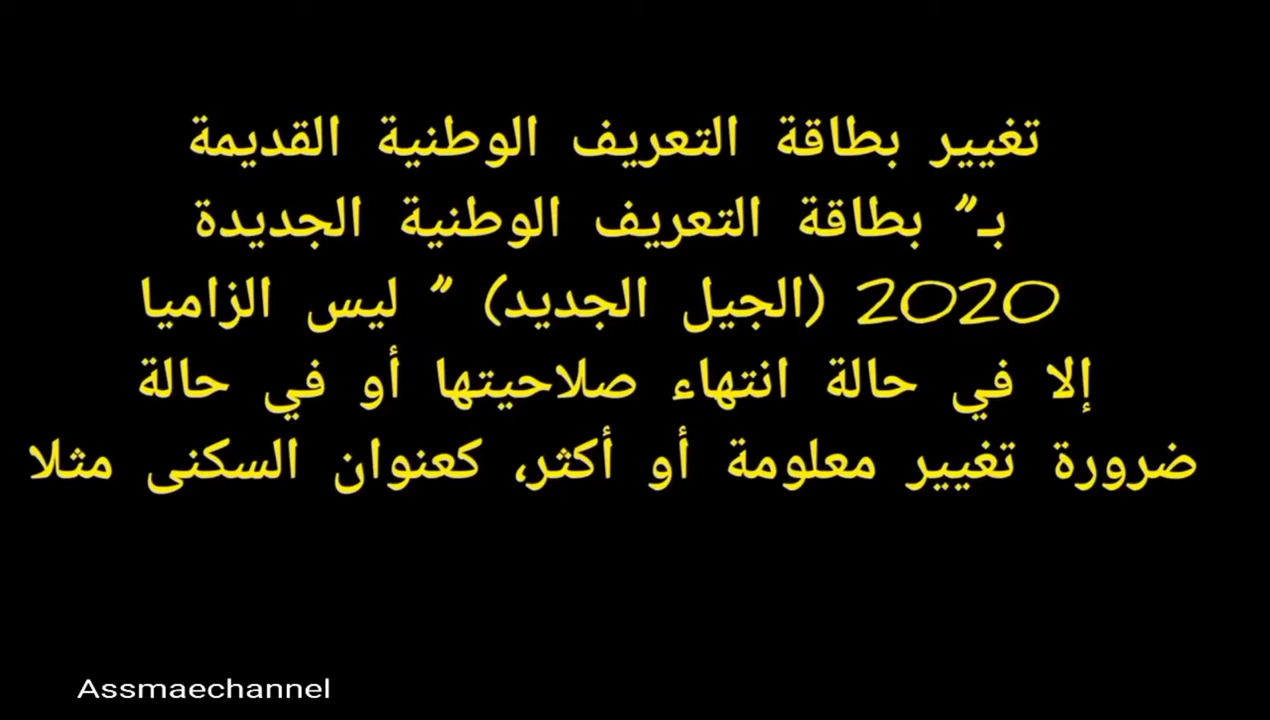 تغيير بطاقة التعريف الوطنية القديمة
بـ” بطاقة التعريف الوطنية الجديدة
2020 (الجيل الجديد) ” ليس الزاميا
إلا في حالة انتهاء صلاحيتها أو في حالة
ضرورة تغيير معلومة أو أكثر، كعنوان السكنى مثلا
Assmaechannel